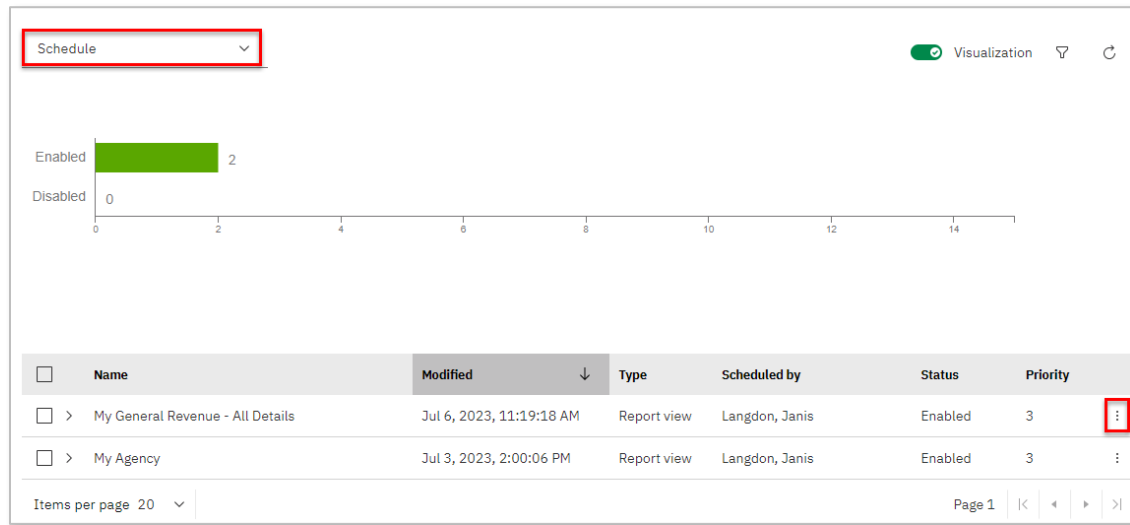 Schedule
Visualization
Enabled 2
Disabled 0
0 2 4 6 8 10 12 14
Name Modified Type Scheduled by Status Priority
My General Revenue - All Details Jul 6, 2023, 11:19:18 AM Report view Langdon, Janis Enabled 3
My Agency Jul 3, 2023, 2:00:06 PM Report view Langdon, Janis Enabled 3
Items per page 20 Page 1